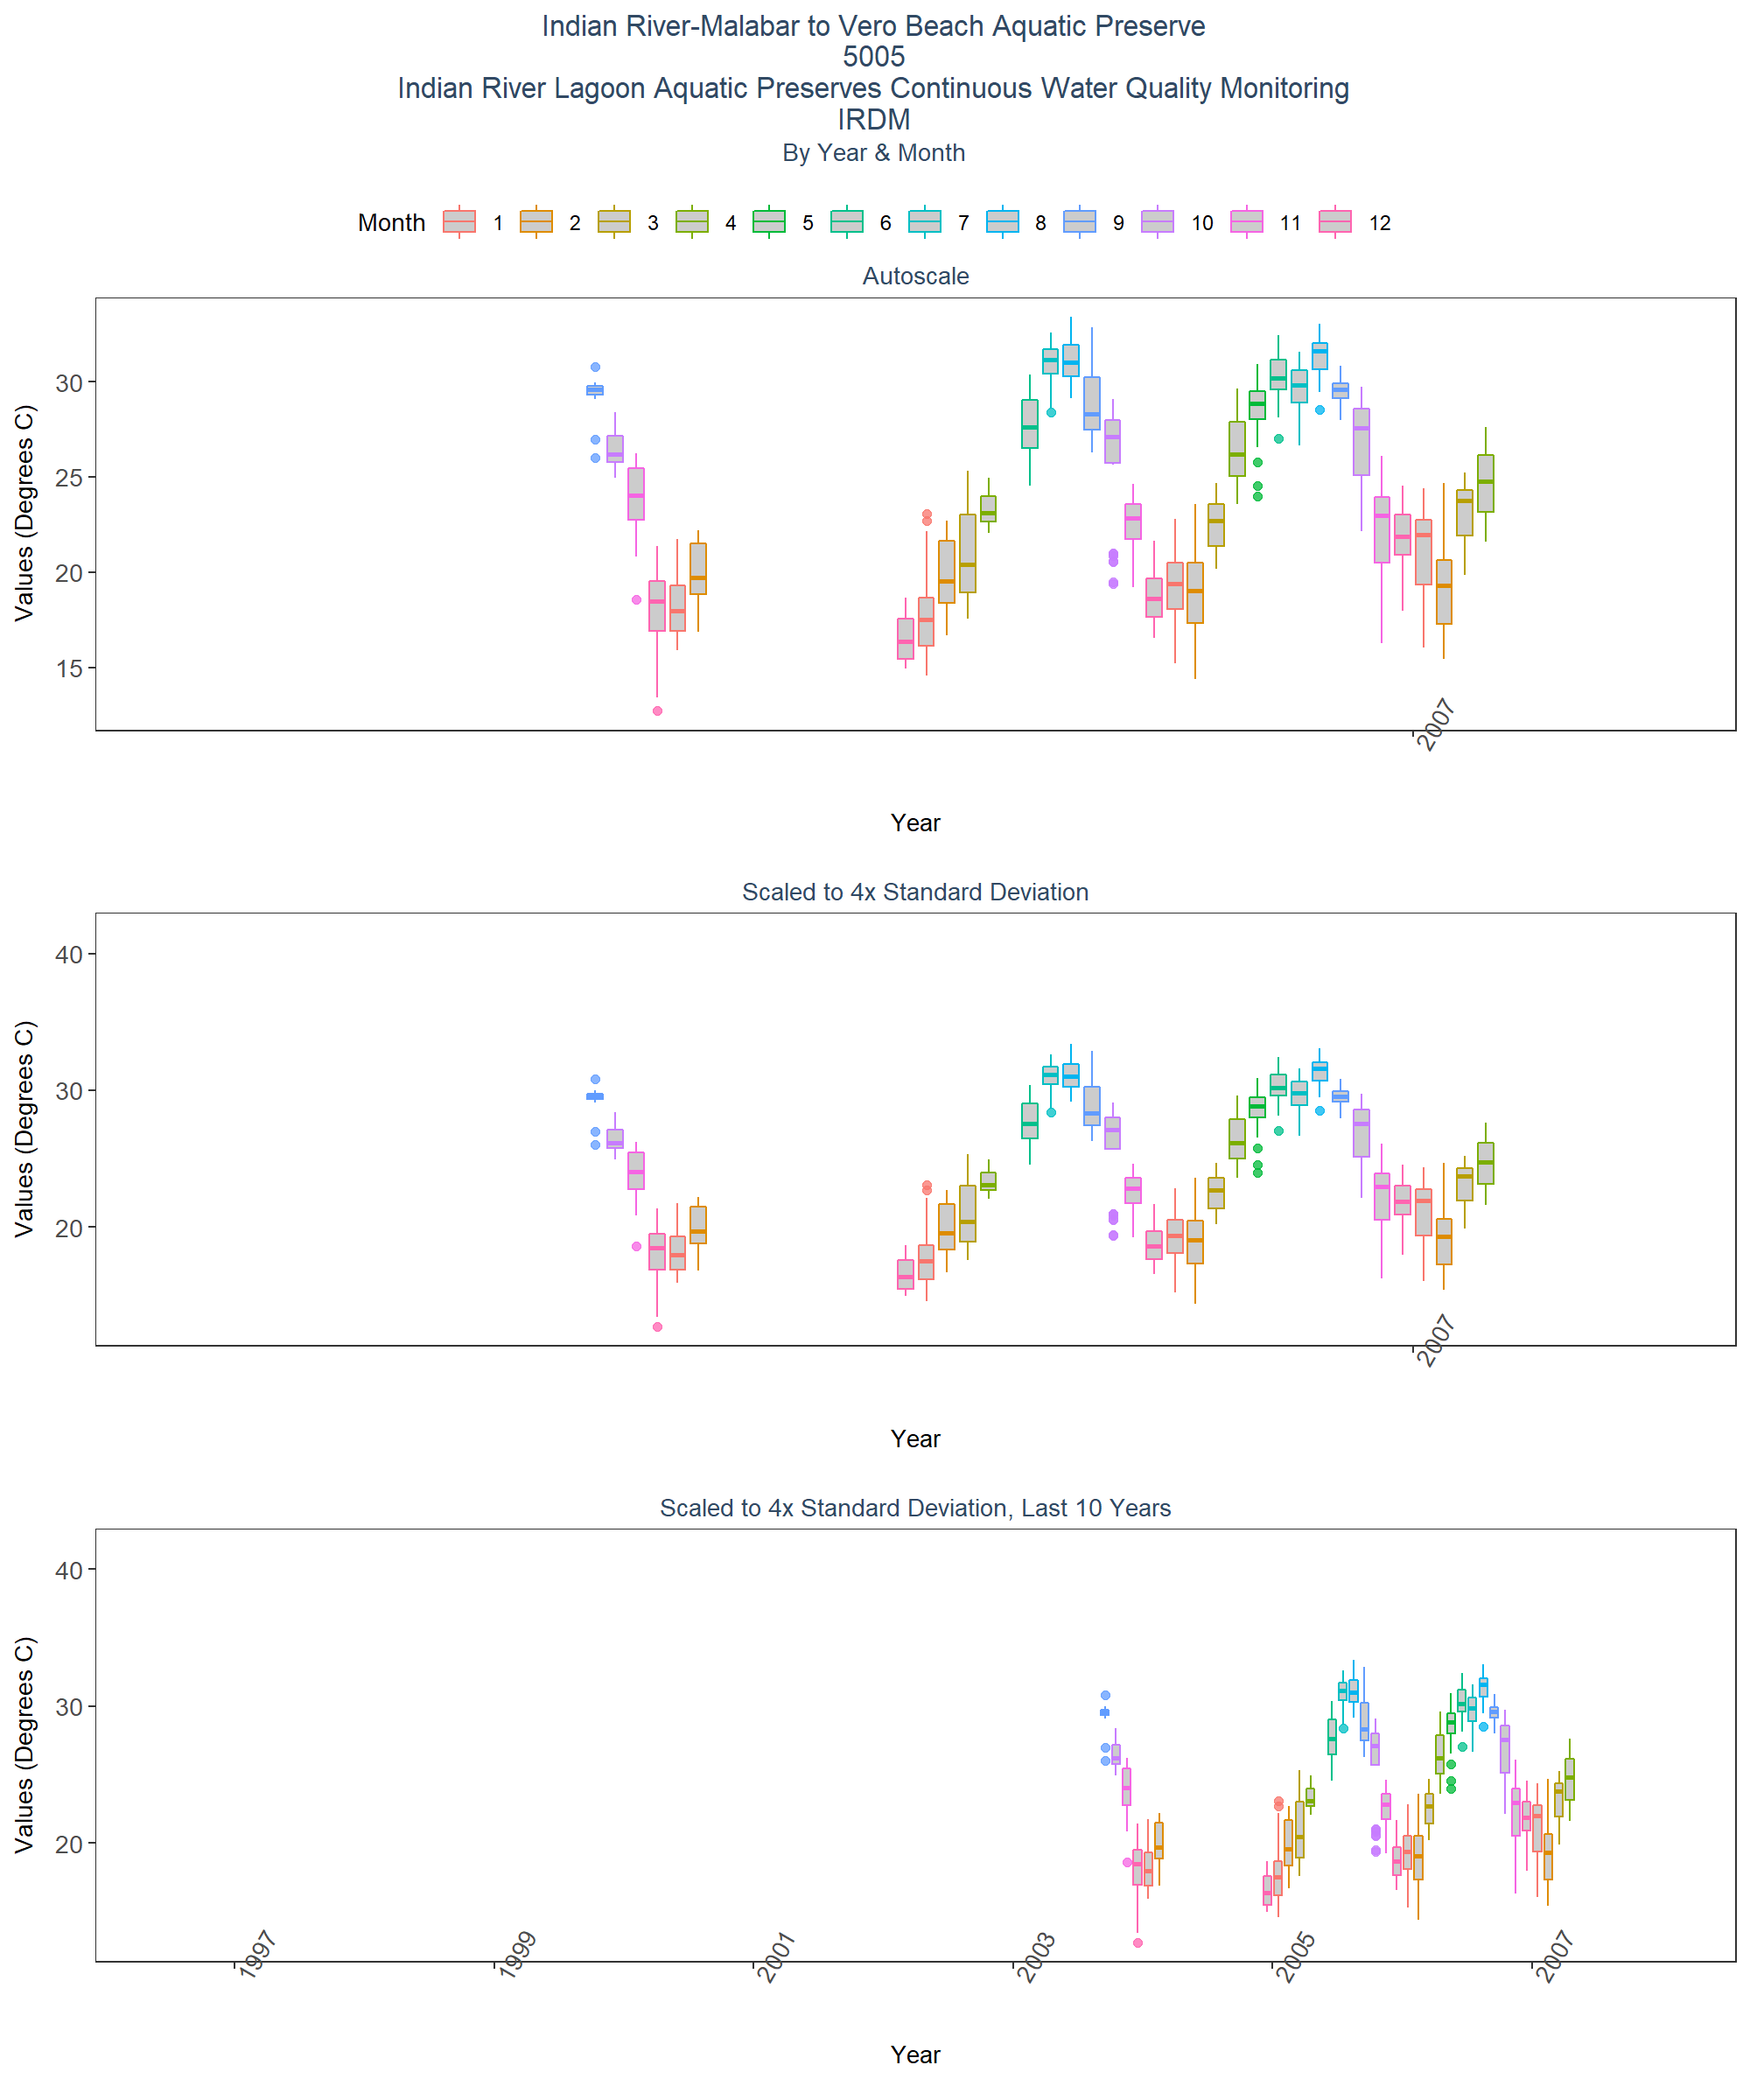 Indian River-Malabar to Vero Beach Aquatic Preserve
5005
Indian River Lagoon Aquatic Preserves Continuous Water Quality Monitoring
IRDM
By Year & Month
Month 1 2 3 4 5 6 7 8 9 10 11 12
Autoscale
Values (Degrees C)
30
25
20
15
2007
Year
Scaled to 4x Standard Deviation
Values (Degrees C)
40
30
20
2007
Year
Scaled to 4x Standard Deviation, Last 10 Years
Values (Degrees C)
40
30
20
1997 1999 2001 2003 2005 2007
Year